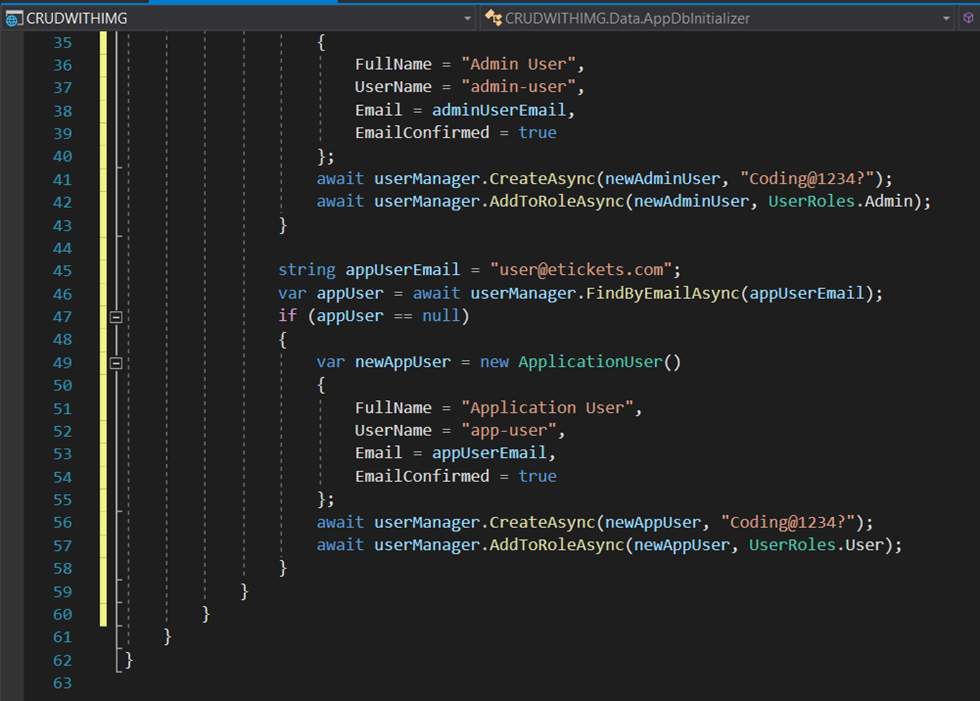 CRUDWITHIMG CRUDWITHIMG.Data.AppDbInitializer
35 {
36 FullName = "Admin User",
37 UserName = "admin-user",
38 Email = adminUserEmail,
39 EmailConfirmed = true
40 };
41 await userManager.CreateAsync(newAdminUser, "Coding@1234?");
42 await userManager.AddToRoleAsync(newAdminUser, UserRoles.Admin);
43 }
44
45 string appUserEmail = "user@etickets.com";
46 var appUser = await userManager.FindByEmailAsync(appUserEmail);
47 if (appUser == null)
48 {
49 var newAppUser = new ApplicationUser()
50 {
51 FullName = "Application User",
52 UserName = "app-user",
53 Email = appUserEmail,
54 EmailConfirmed = true
55 };
56 await userManager.CreateAsync(newAppUser, "Coding@1234?");
57 await userManager.AddToRoleAsync(newAppUser, UserRoles.User);
58 }
59 }
60 }
61 }
62 }
63